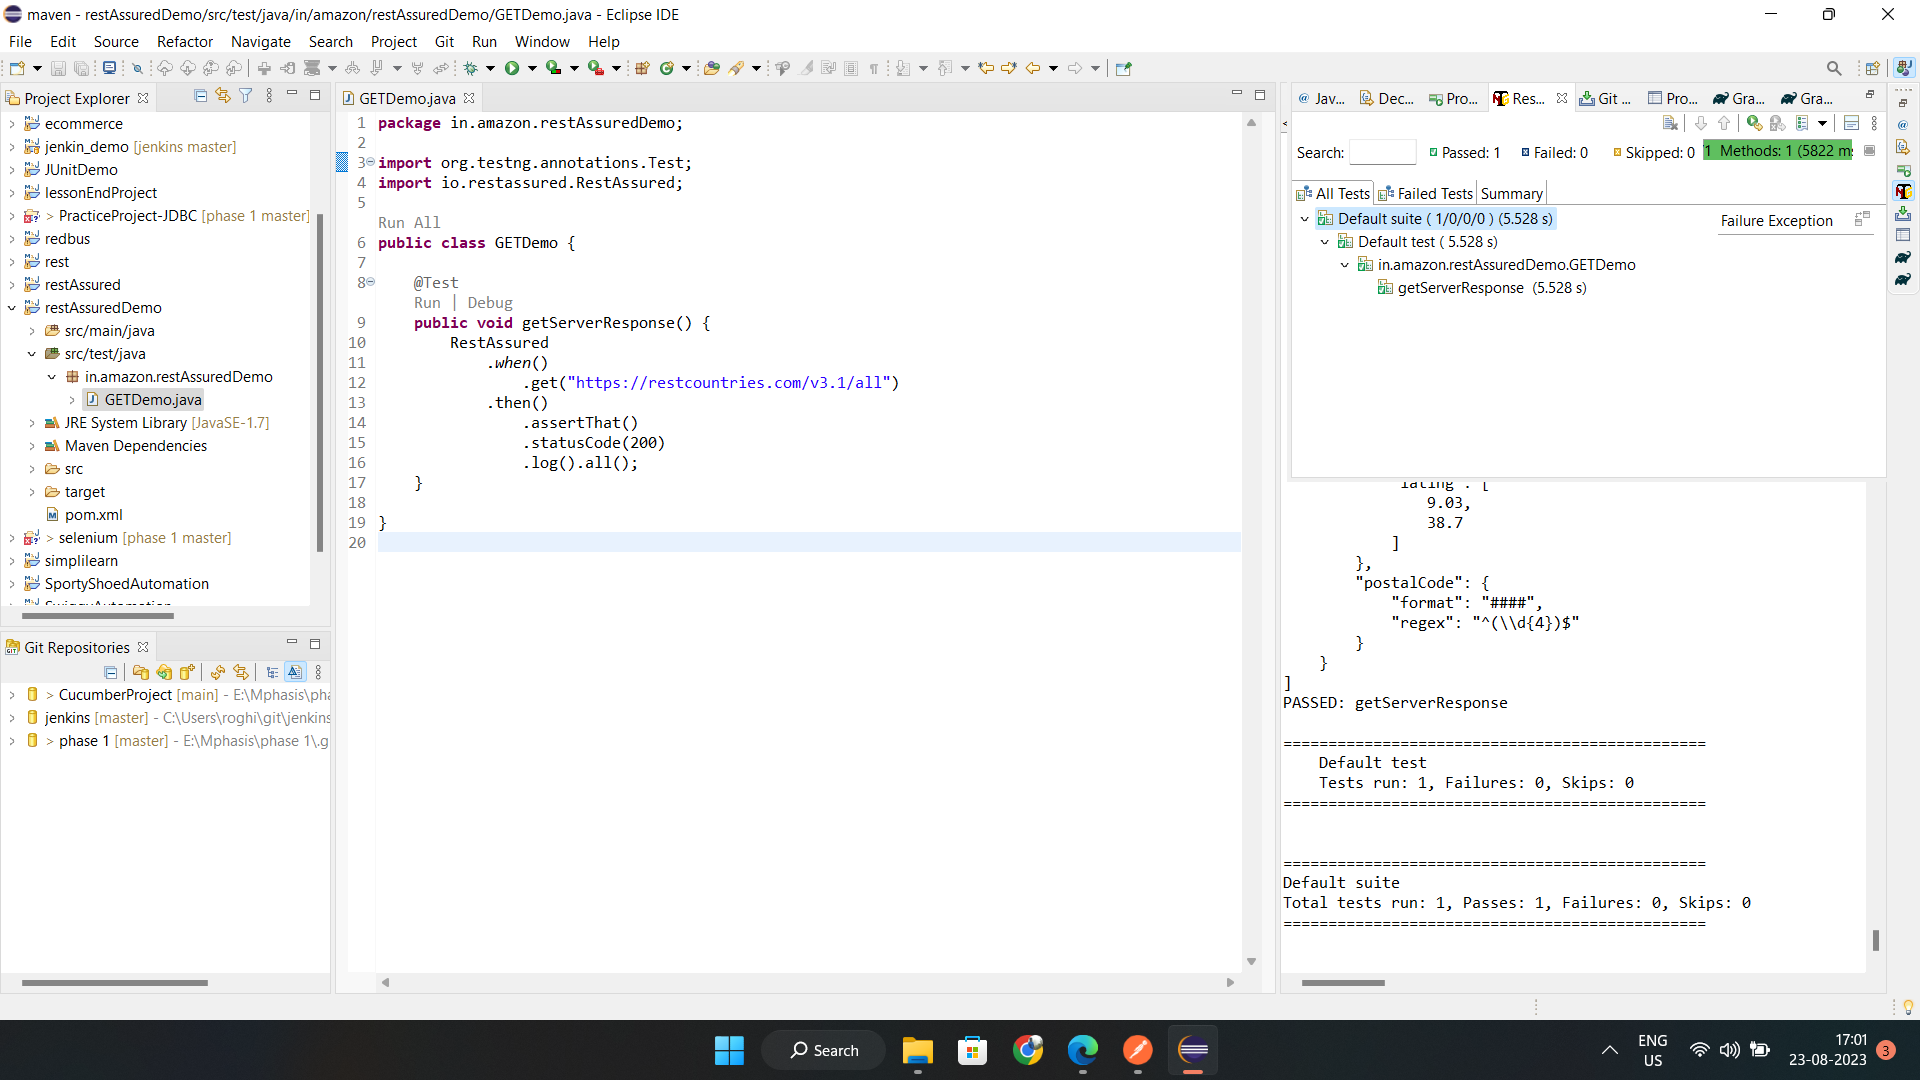 maven - restAssuredDemo/src/test/java/in/amazon/restAssuredDemo/GETDemo.java - Eclipse IDE
File Edit Source Refactor Navigate Search Project Git Run Window Help
Project Explorer
ecommerce
jenkin_demo [jenkins master]
JUnitDemo
lessonEndProject
> PracticeProject-JDBC [phase 1 master]
redbus
rest
restAssured
restAssuredDemo
src/main/java
src/test/java
in.amazon.restAssuredDemo
GETDemo.java
JRE System Library [JavaSE-1.7]
Maven Dependencies
src
target
pom.xml
> selenium [phase 1 master]
simplilearn
SportyShoedAutomation
Git Repositories
> CucumberProject [main] - E:\Mphasis\pha
jenkins [master] - C:\Users\roghi\git\jenkins
> phase 1 [master] - E:\Mphasis\phase 1\.g
GETDemo.java
1 package in.amazon.restAssuredDemo;
2
3 import org.testng.annotations.Test;
4 import io.restassured.RestAssured;
5
Run All
6 public class GETDemo {
7
8 @Test
Run | Debug
9 public void getServerResponse() {
10 RestAssured
11 .when()
12 .get("https://restcountries.com/v3.1/all")
13 .then()
14 .assertThat()
15 .statusCode(200)
16 .log().all();
17 }
18
19 }
20
Jav... Dec... Pro... Res... Git ... Pro... Gra... Gra...
Search: Passed: 1 Failed: 0 Skipped: 0 Methods: 1 (5822 ms
All Tests Failed Tests Summary
Default suite ( 1/0/0/0 ) (5.528 s)
Failure Exception
Default test ( 5.528 s)
in.amazon.restAssuredDemo.GETDemo
getServerResponse (5.528 s)
9.03,
38.7
]
},
"postalCode": {
"format": "####",
"regex": "^(\\d{4})$"
}
}
]
PASSED: getServerResponse
===============================================
Default test
Tests run: 1, Failures: 0, Skips: 0
===============================================
===============================================
Default suite
Total tests run: 1, Passes: 1, Failures: 0, Skips: 0
===============================================
Search
ENG
US
17:01
23-08-2023
3